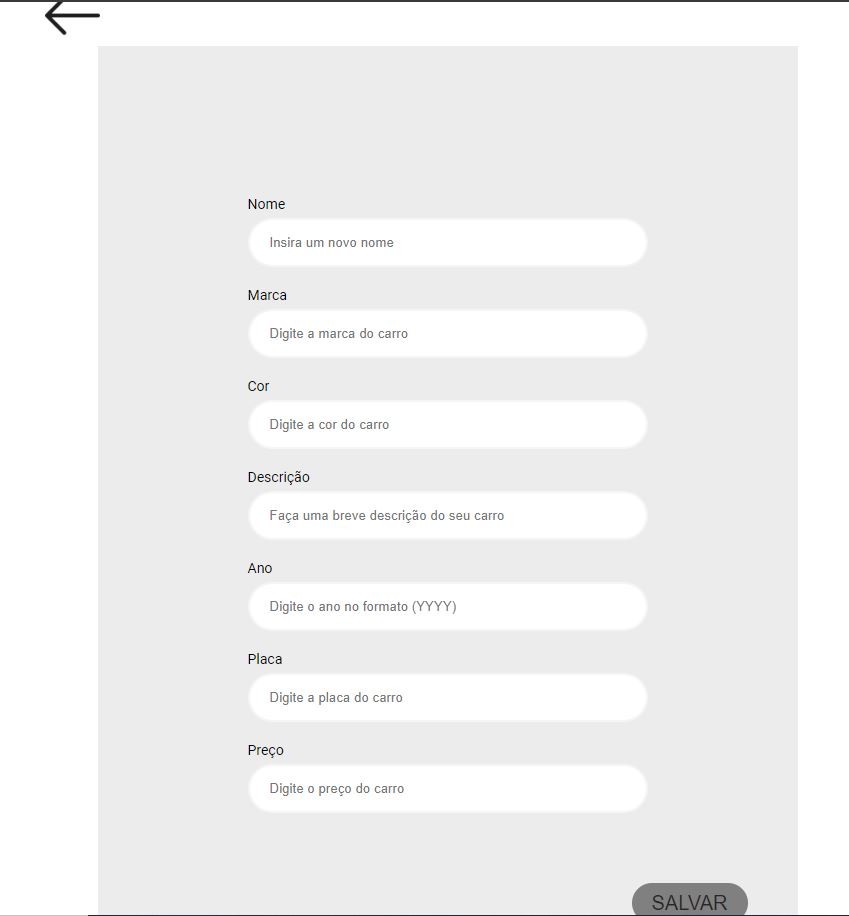 Nome
Insira um novo nome
Marca
Digite a marca do carro
Cor
Digite a cor do carro
Descrição
Faça uma breve descrição do seu carro
Ano
Digite o ano no formato (YYYY)
Placa
Digite a placa do carro
Preço
Digite o preço do carro
SALVAR